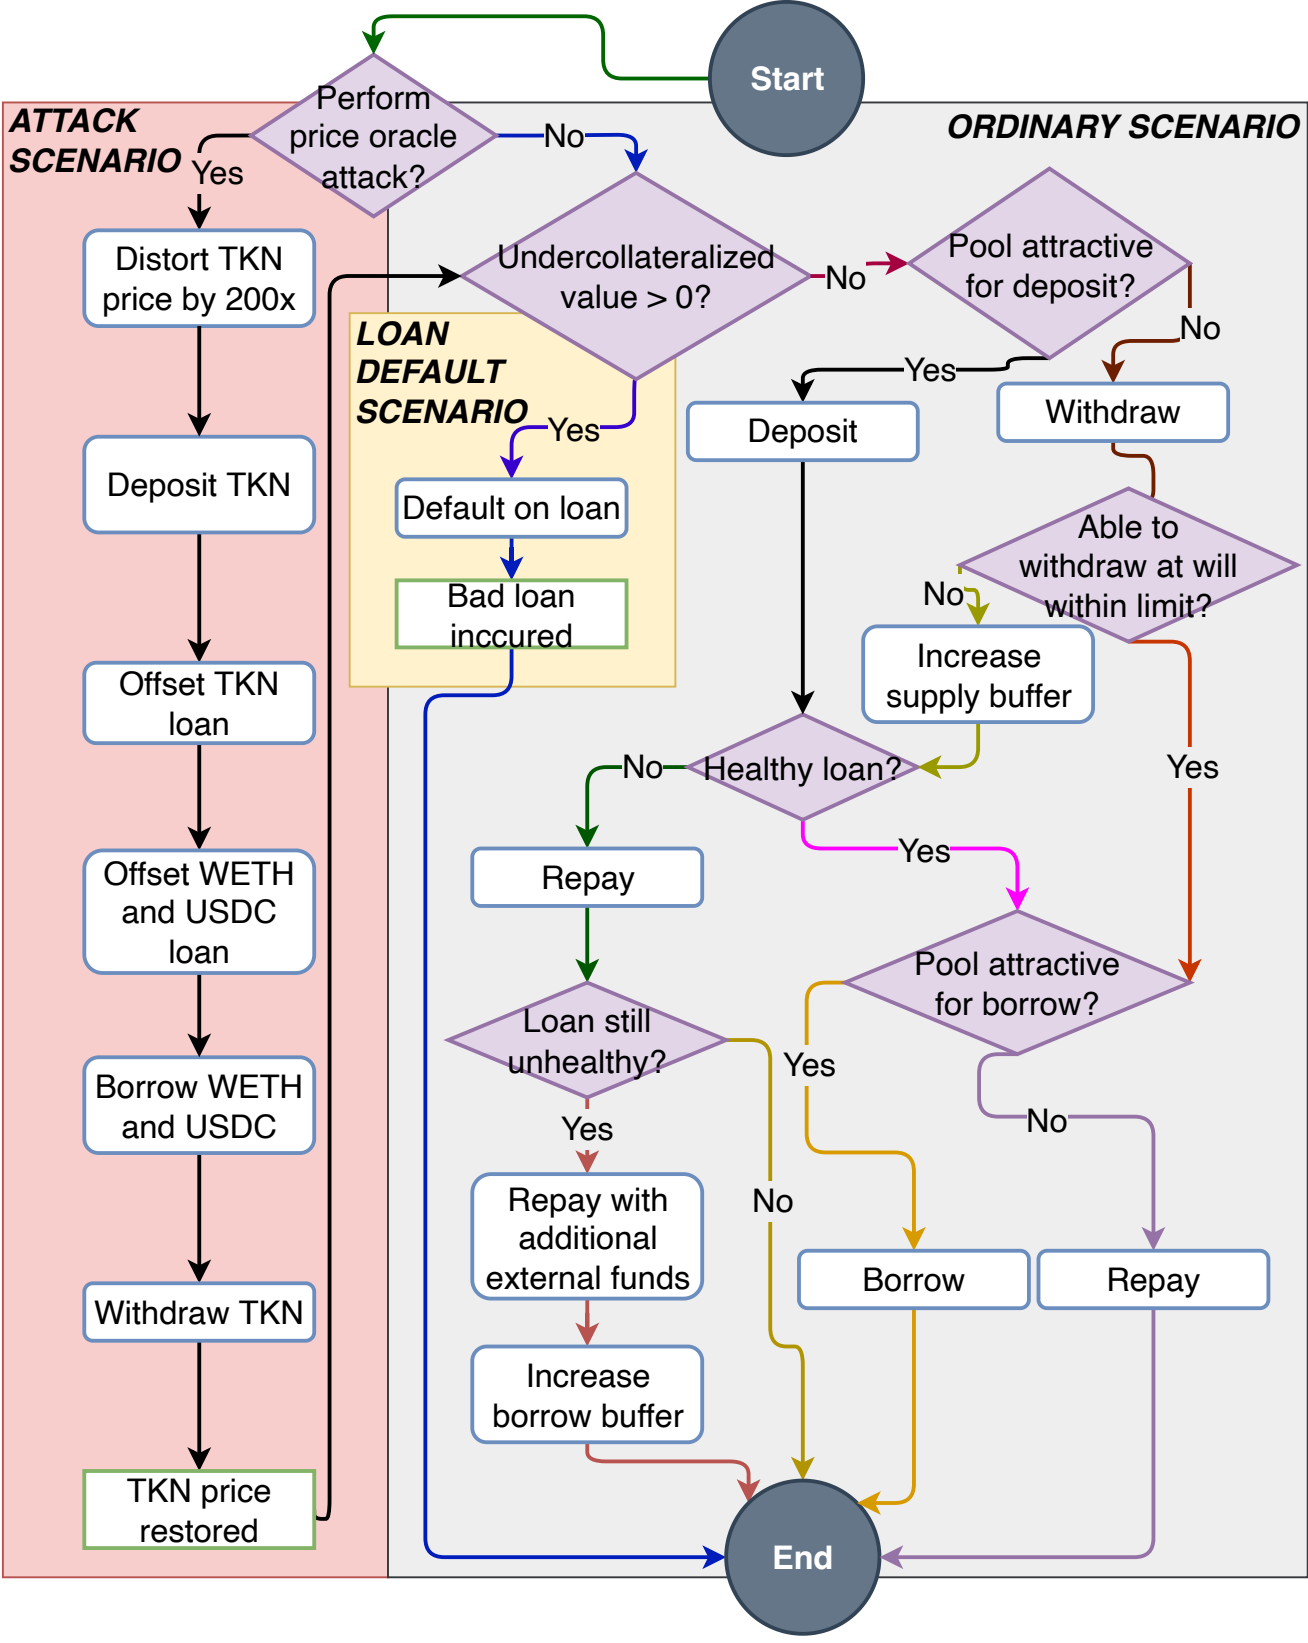 Start
Perform
price oracle
attack?
ATTACK
SCENARIO
ORDINARY SCENARIO
No
Yes
Distort TKN
price by 200x
Deposit TKN
Offset TKN
loan
Offset WETH
and USDC
loan
Borrow WETH
and USDC
Withdraw TKN
TKN price
restored
Undercollateralized
value > 0?
No
LOAN
DEFAULT
SCENARIO
Yes
Default on loan
Bad loan
inccured
Pool attractive
for deposit?
No
Yes
Deposit
Withdraw
Able to
withdraw at will
within limit?
No
Increase
supply buffer
Yes
Healthy loan?
No
Yes
Repay
Loan still
unhealthy?
Yes
No
Repay with
additional
external funds
Increase
borrow buffer
Pool attractive
for borrow?
Yes
No
Borrow
Repay
End